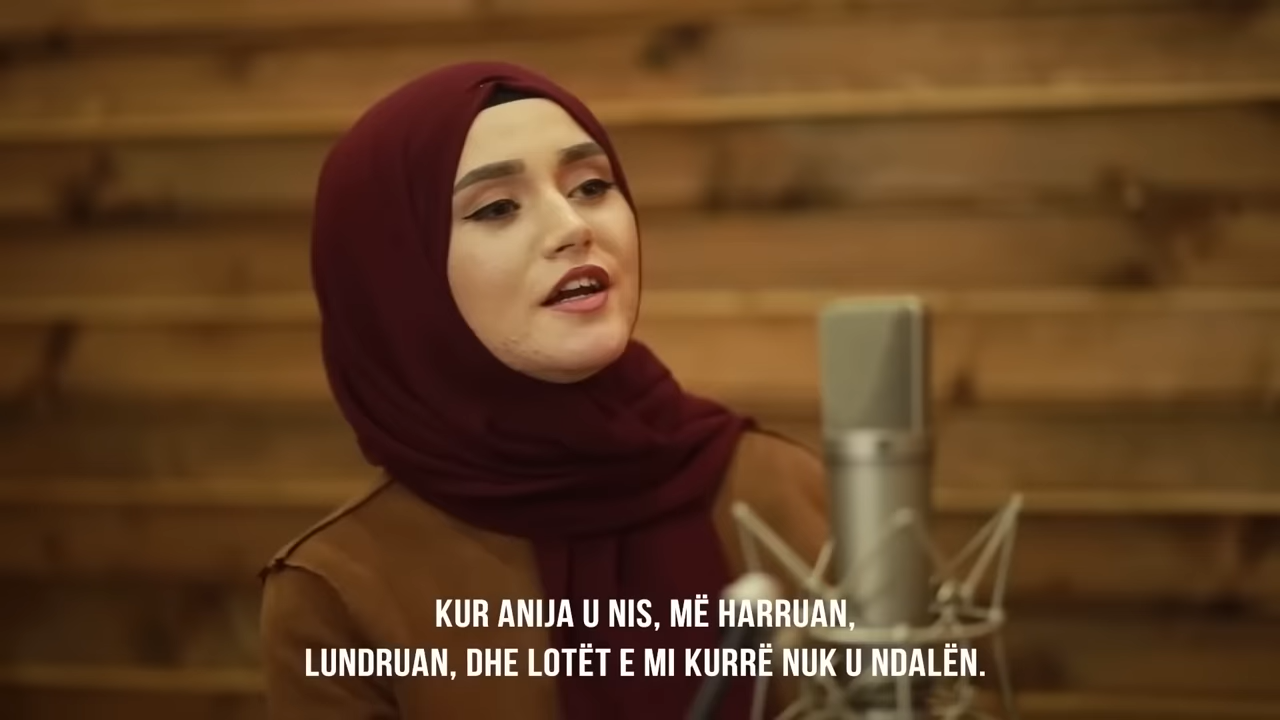 KUR ANIJA U NIS, MË HARRUAN,
LUNDRUAN, DHE LOTËT E MI KURRË NUK U NDALËN.